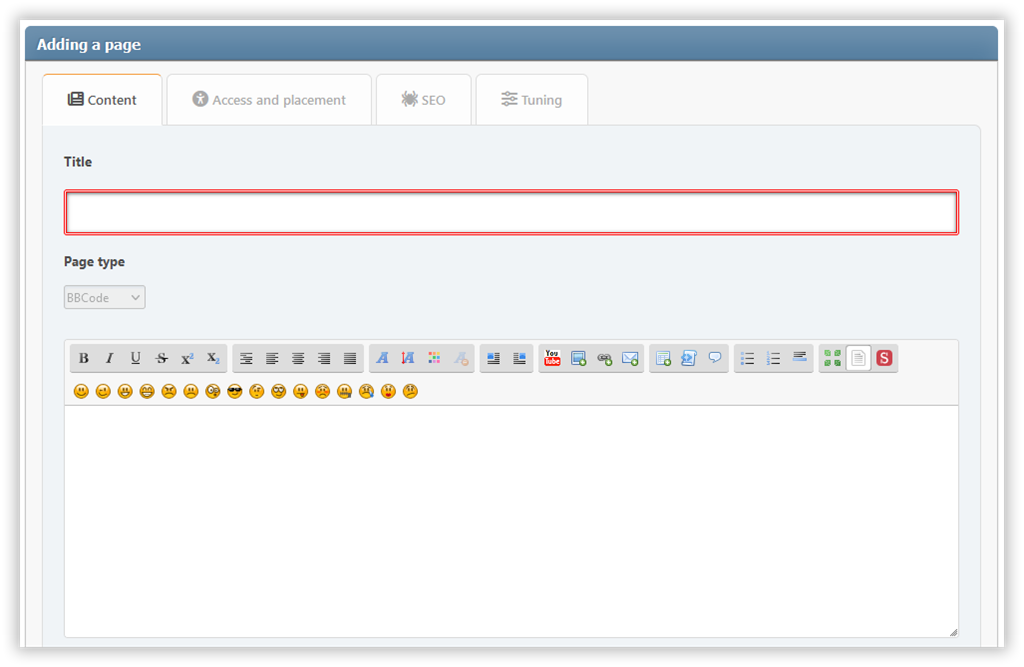 Adding a page
Content
Access and placement
SEO
Tuning
Title
Page type
BBCode
B I U S X² X₂
A A A
You
Tube
S